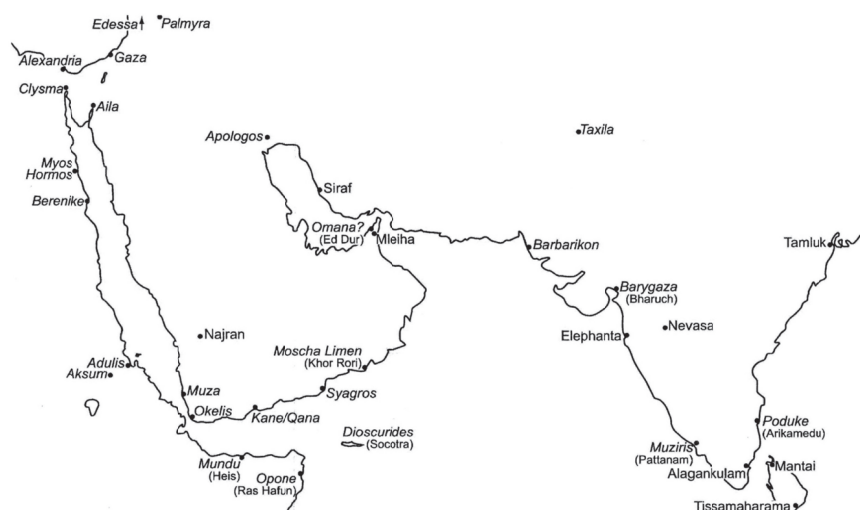 Edessa
Palmyra
Alexandria
Gaza
Clysma
Aila
Apologos
Taxila
Myos
Hormos
Siraf
Berenike
Omana?
(Ed Dur)
Mleiha
Barbarikon
Tamluk
Barygaza
(Bharuch)
Najran
Elephanta
Nevasa
Moscha Limen
(Khor Rori)
Adulis
Aksum
Muza
Syagros
Okelis
Kane/Qana
Dioscurides
(Socotra)
Poduke
(Arikamedu)
Mundu
(Heis)
Opone
(Ras Hafun)
Muziris
(Pattanam)
Alagankulam
Mantai
Tissamaharama